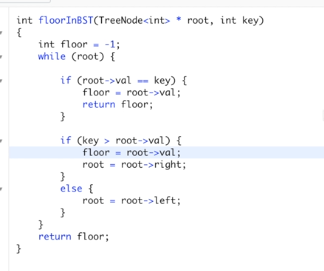 int floorInBST(TreeNode<int> * root, int key)
{
    int floor = -1;
    while (root) {

        if (root->val == key) {
            floor = root->val;
            return floor;
        }

        if (key > root->val) {
            floor = root->val;
            root = root->right;
        }
        else {
            root = root->left;
        }
    }
    return floor;
}